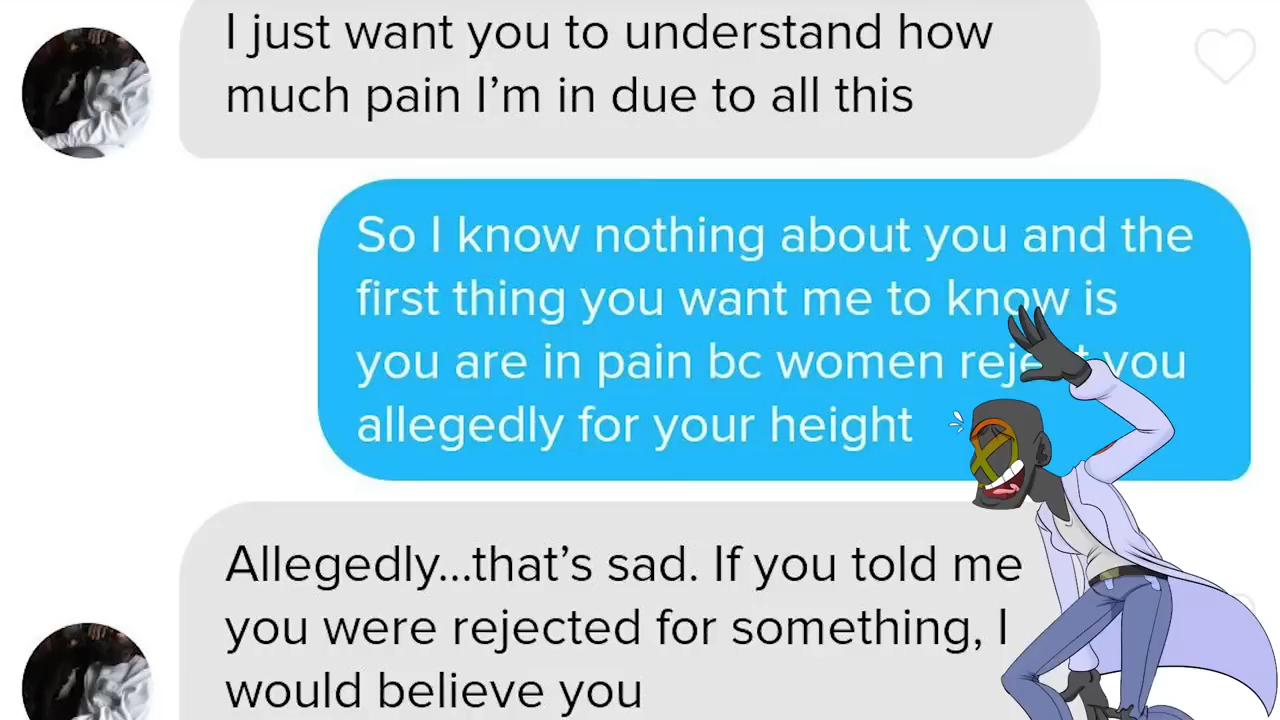 I just want you to understand how
much pain I’m in due to all this
So I know nothing about you and the
first thing you want me to know is
you are in pain bc women reject you
allegedly for your height
Allegedly...that’s sad. If you told me
you were rejected for something, I
would believe you